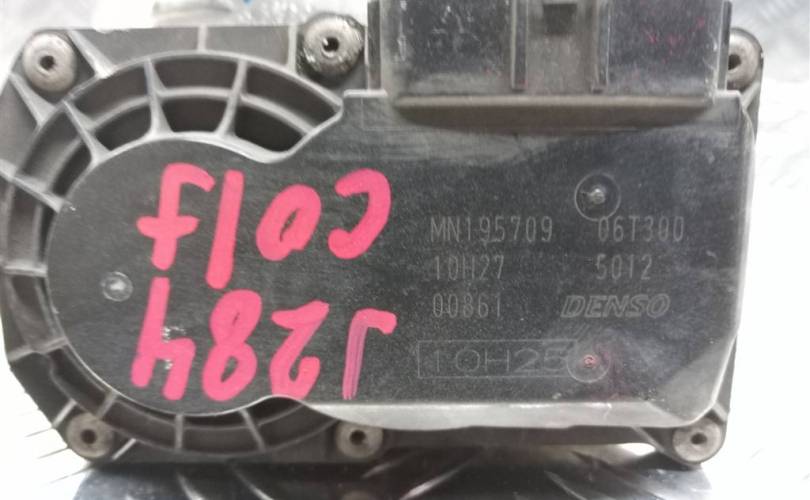 MN195709 06T300
10H27 5012
00861 DENSO
10H25
J284
Colt